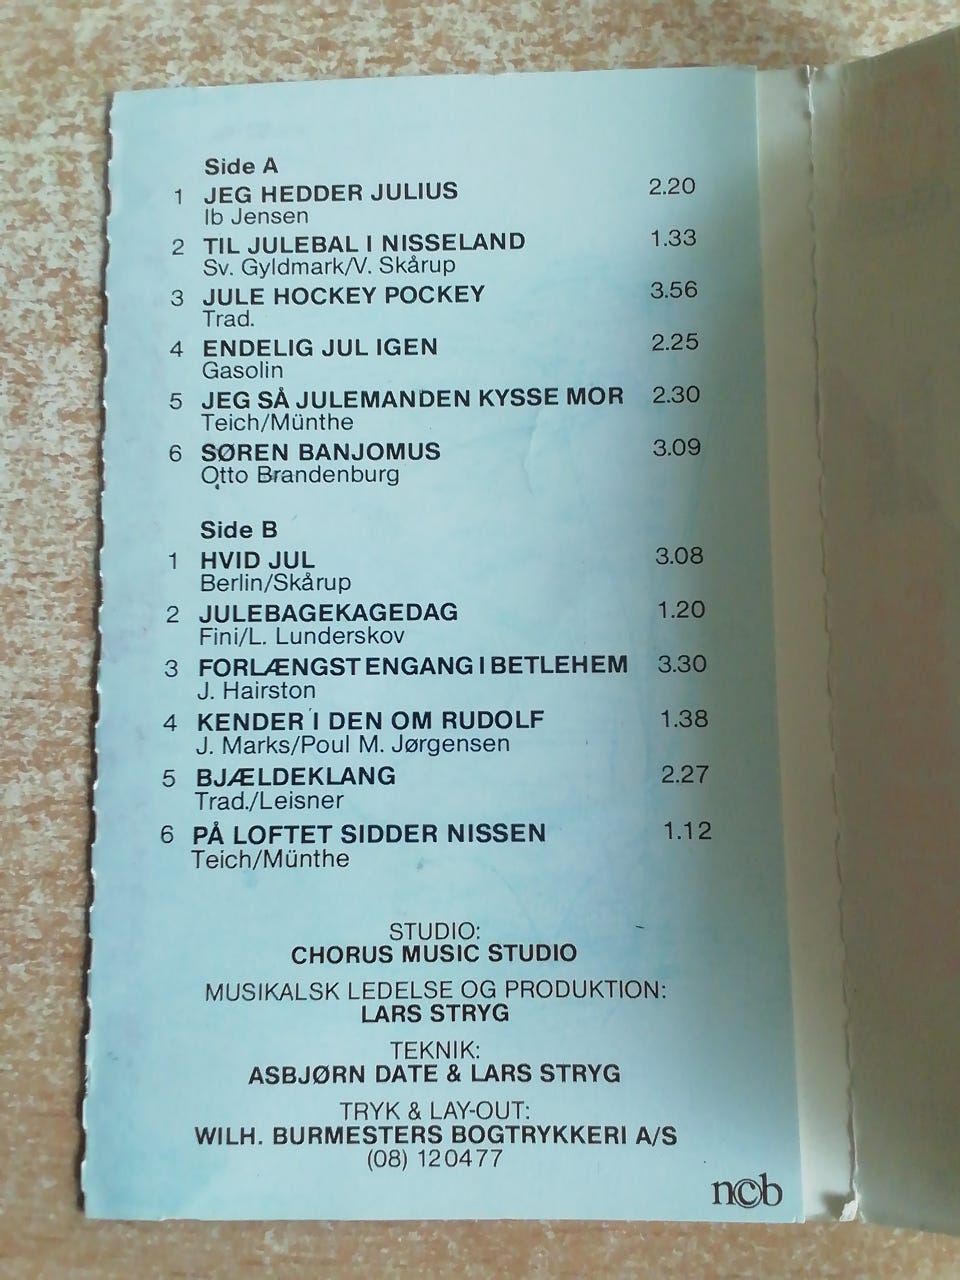 Side A
1 JEG HEDDER JULIUS 2.20
Ib Jensen
2 TIL JULEBAL I NISSELAND 1.33
Sv. Gyldmark/V. Skårup
3 JULE HOCKEY POCKEY 3.56
Trad.
4 ENDELIG JUL IGEN 2.25
Gasolin
5 JEG SÅ JULEMANDEN KYSSE MOR 2.30
Teich/Münthe
6 SØREN BANJOMUS 3.09
Otto Brandenburg
Side B
1 HVID JUL 3.08
Berlin/Skårup
2 JULEBAGEKAGEDAG 1.20
Fini/L. Lunderskov
3 FORLÆNGST ENGANG I BETLEHEM 3.30
J. Hairston
4 KENDER I DEN OM RUDOLF 1.38
J. Marks/Poul M. Jørgensen
5 BJÆLDEKLANG 2.27
Trad./Leisner
6 PÅ LOFTET SIDDER NISSEN 1.12
Teich/Münthe
STUDIO:
CHORUS MUSIC STUDIO
MUSIKALSK LEDELSE OG PRODUKTION:
LARS STRYG
TEKNIK:
ASBJØRN DATE & LARS STRYG
TRYK & LAY-OUT:
WILH. BURMESTERS BOGTRYKKERI A/S
(08) 120477
n©b